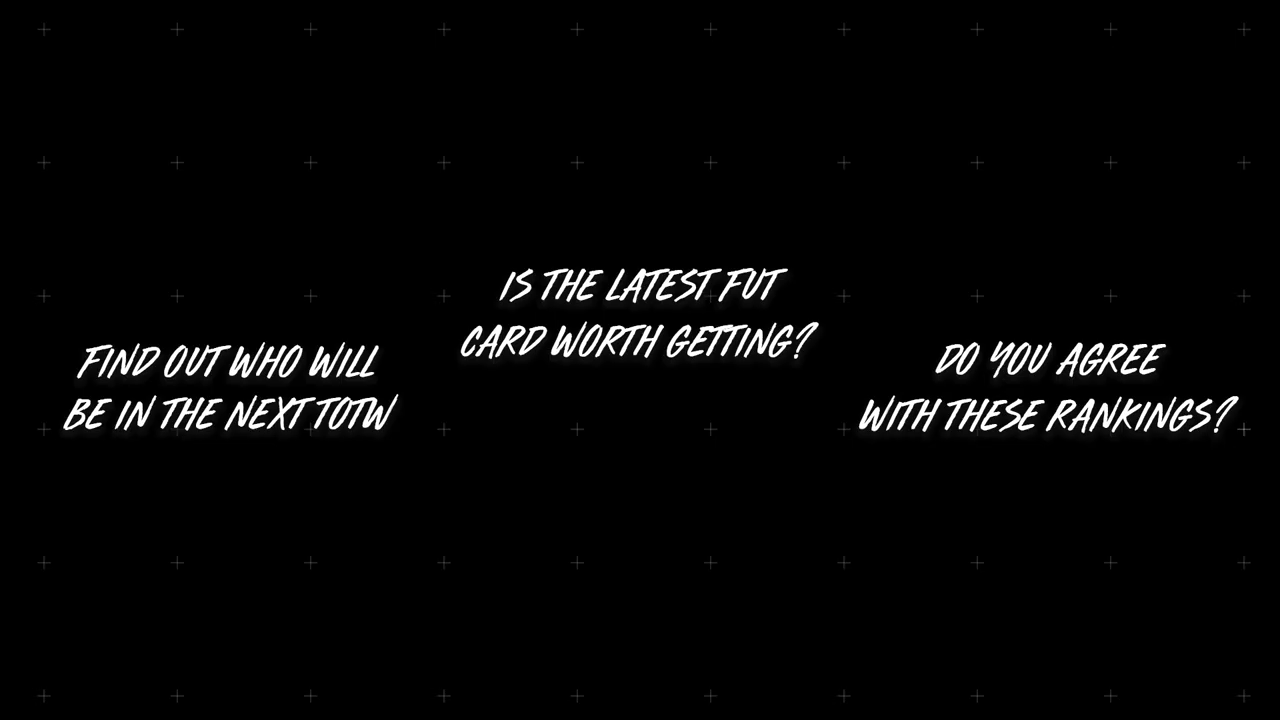 FIND OUT WHO WILL
BE IN THE NEXT TOTW
IS THE LATEST FUT
CARD WORTH GETTING?
DO YOU AGREE
WITH THESE RANKINGS?